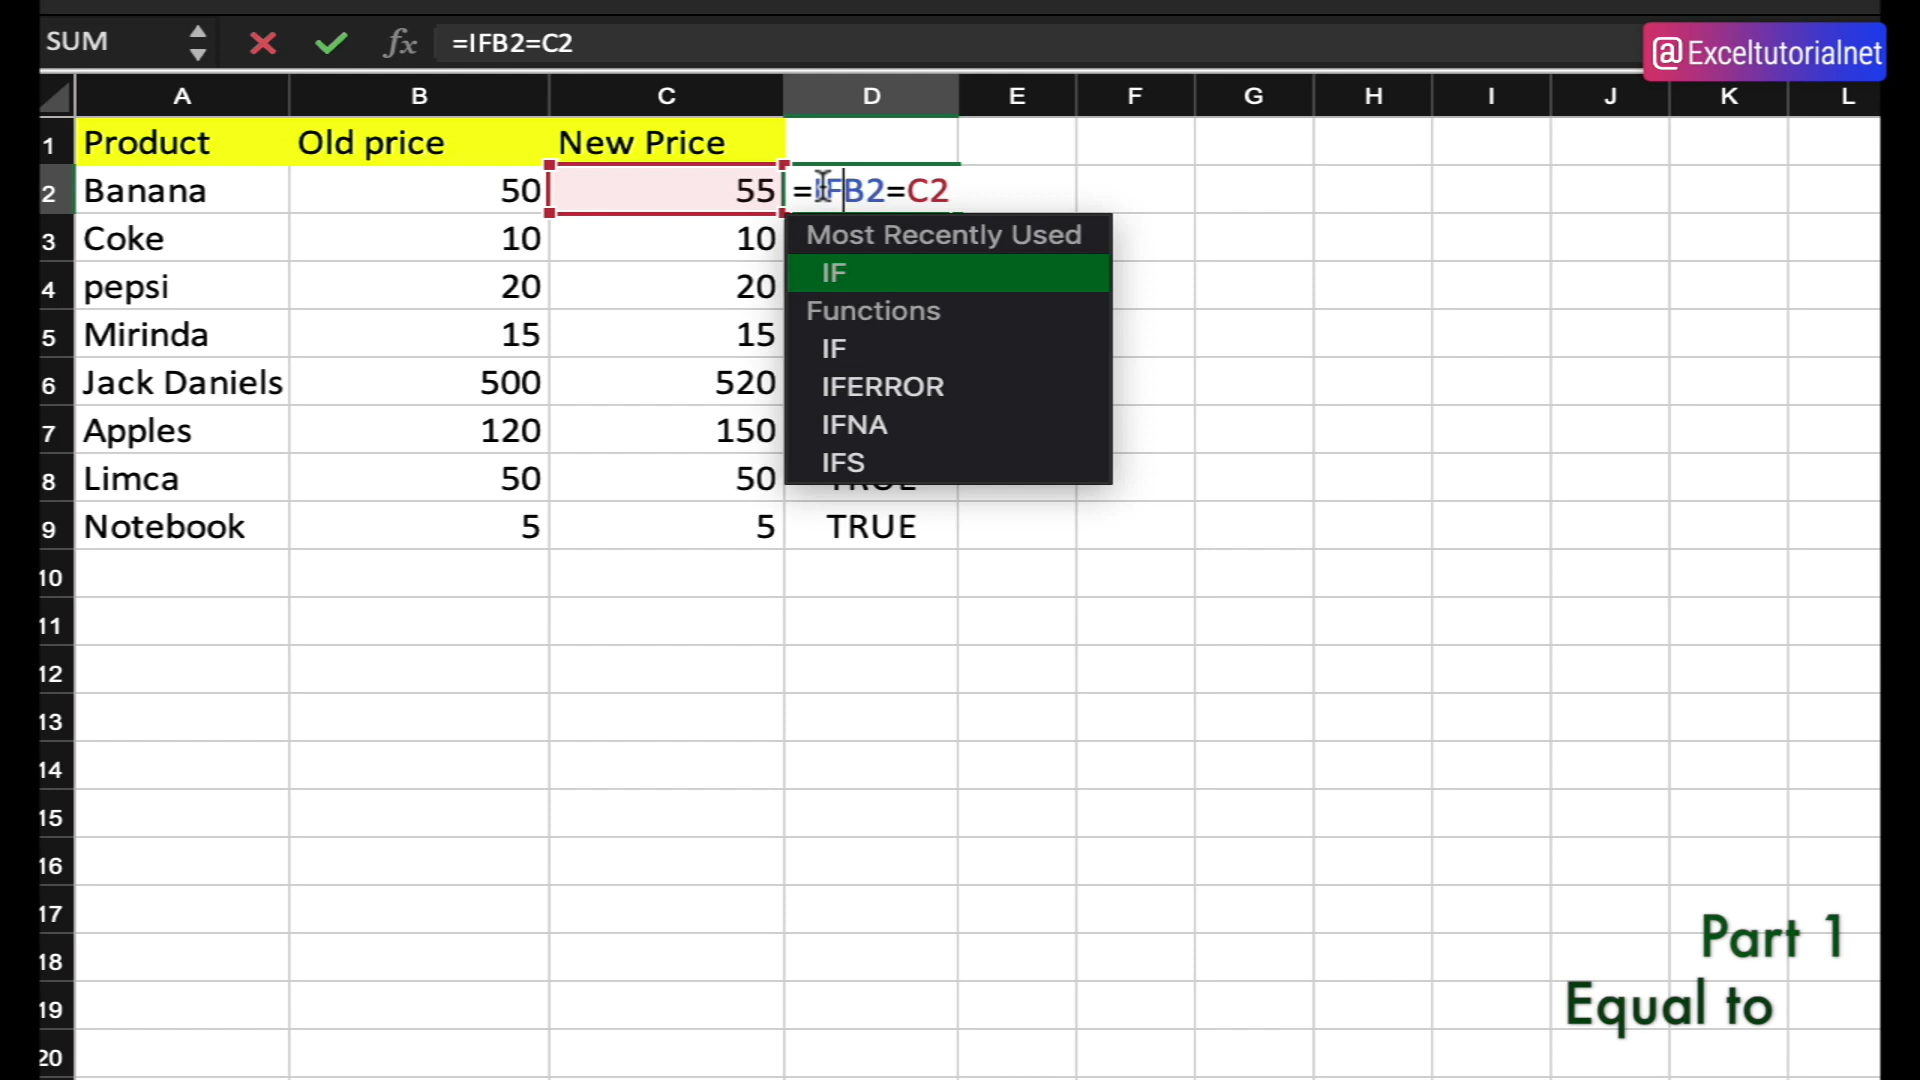 SUM fx =IFB2=C2
@Exceltutorialnet
A B C D E F G H I J K L
1 Product Old price New Price
2 Banana 50 55 =IFB2=C2
Most Recently Used
3 Coke 10 10
IF
4 pepsi 20 20
Functions
5 Mirinda 15 15
IF
6 Jack Daniels 500 520
IFERROR
7 Apples 120 150
IFNA
IFS
8 Limca 50 50 TRUE
9 Notebook 5 5 TRUE
10
11
12
13
14
15
16
17
18
19
20
Part 1
Equal to